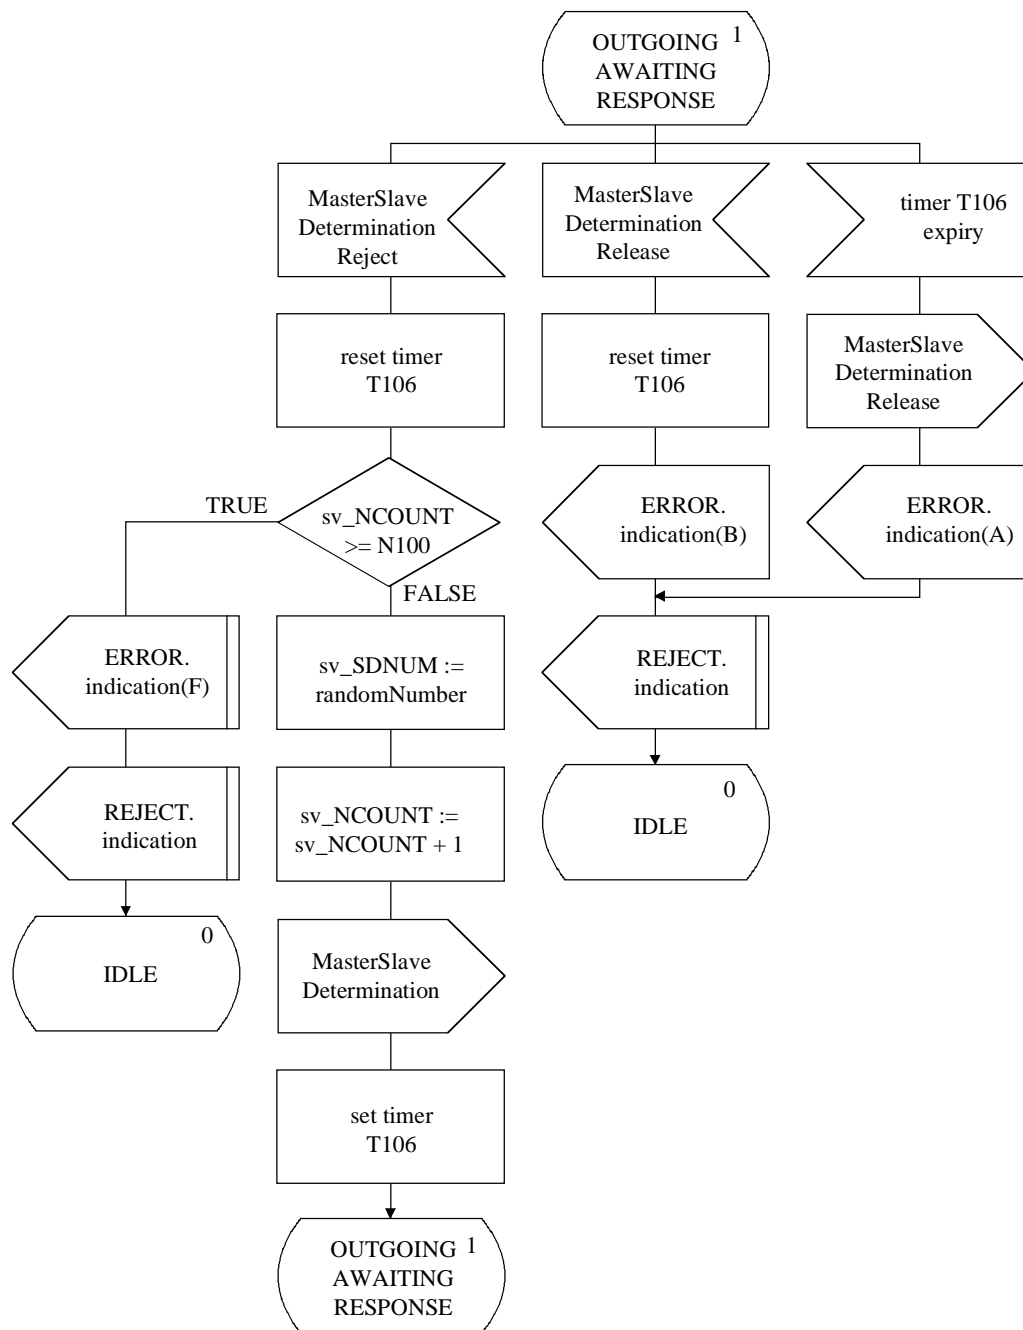 OUTGOING 1
AWAITING
RESPONSE
MasterSlave
Determination
Reject
MasterSlave
Determination
Release
timer T106
expiry
reset timer
T106
reset timer
T106
MasterSlave
Determination
Release
TRUE
sv_NCOUNT
>= N100
FALSE
ERROR.
indication(B)
ERROR.
indication(A)
ERROR.
indication(F)
sv_SDNUM :=
randomNumber
REJECT.
indication
REJECT.
indication
sv_NCOUNT :=
sv_NCOUNT + 1
0
IDLE
0
IDLE
MasterSlave
Determination
set timer
T106
OUTGOING 1
AWAITING
RESPONSE